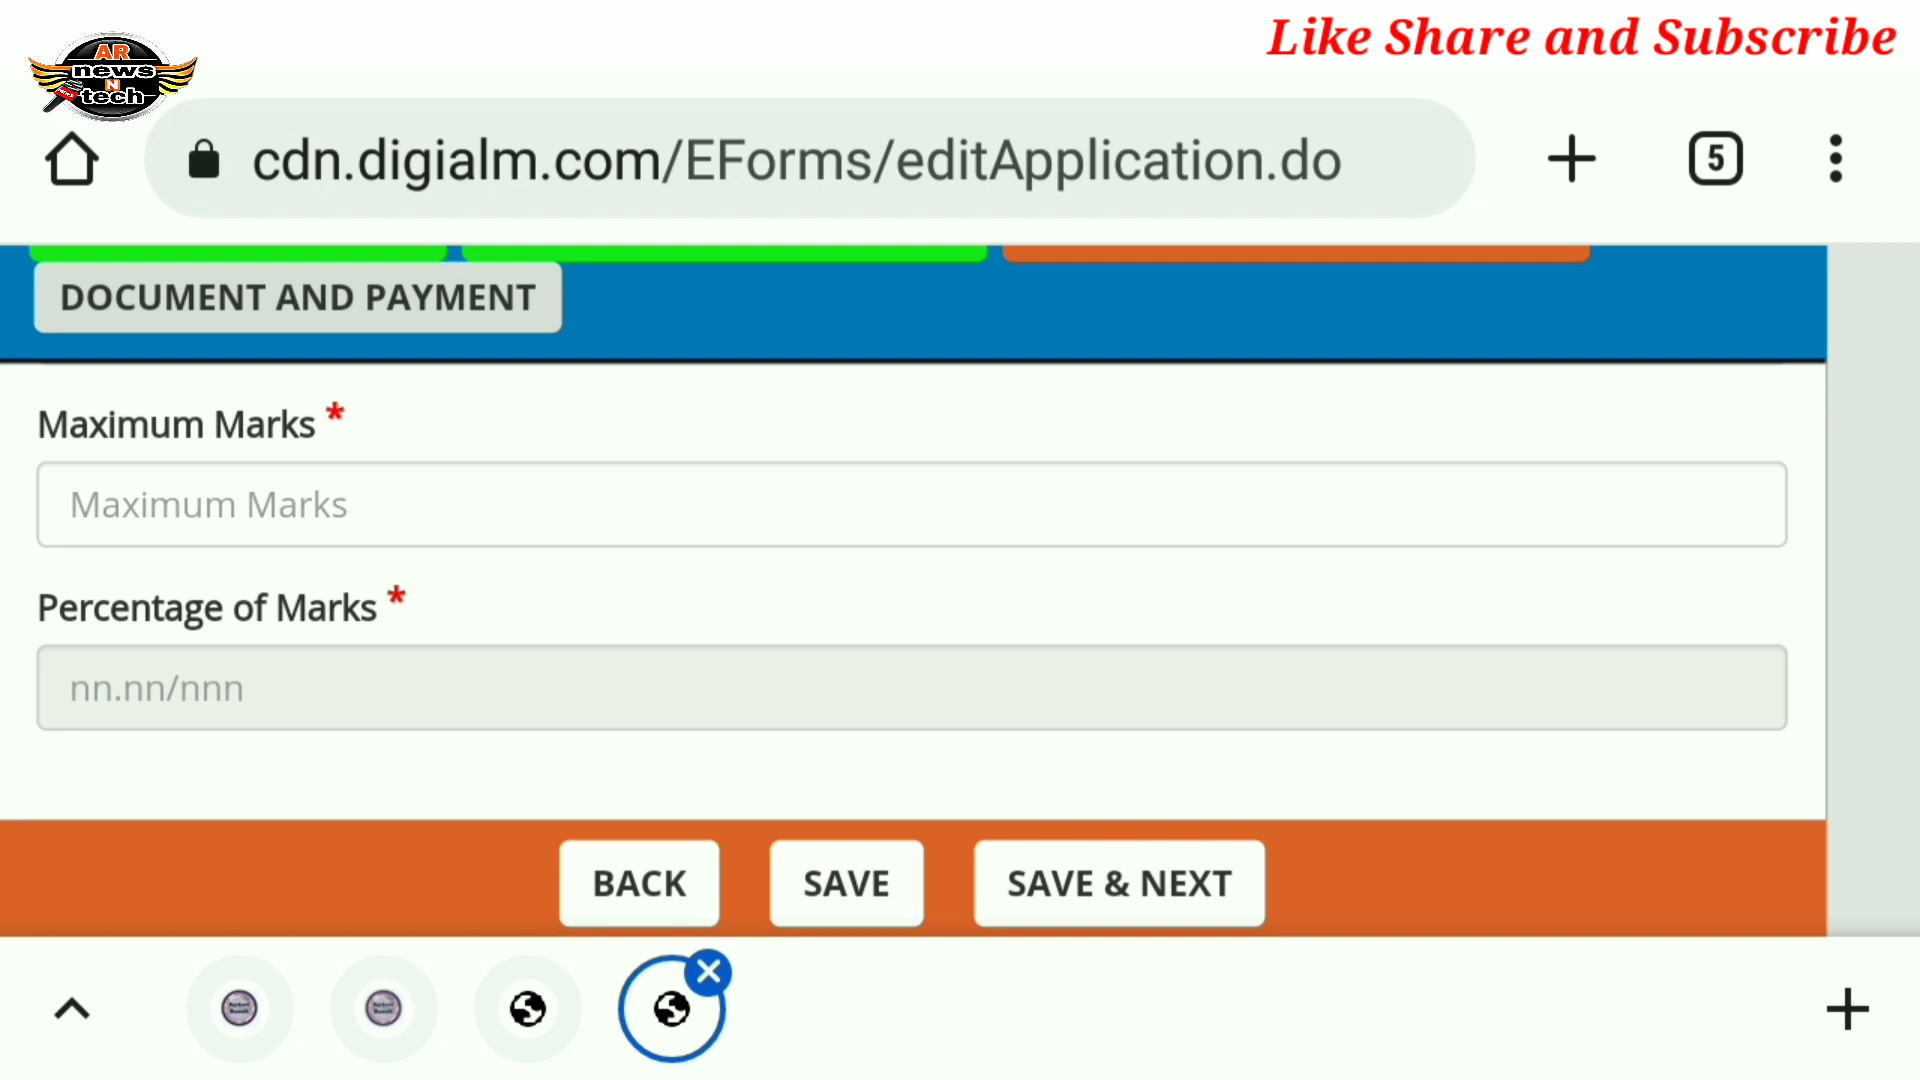 Like Share and Subscribe
AR
news
N
tech
cdn.digialm.com/EForms/editApplication.do
5
DOCUMENT AND PAYMENT
Maximum Marks *
Maximum Marks
Percentage of Marks *
nn.nn/nnn
BACK
SAVE
SAVE & NEXT